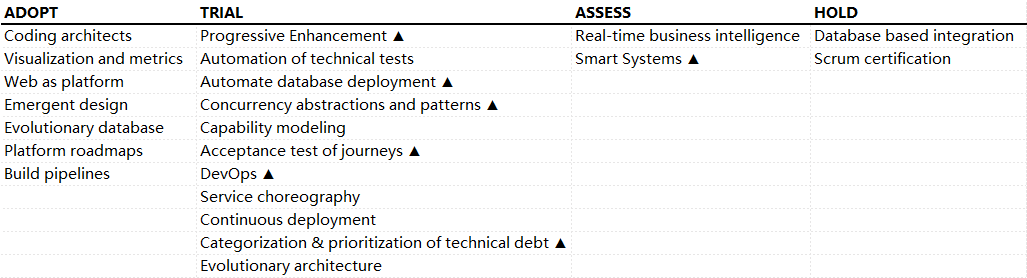 ADOPT TRIAL ASSESS HOLD
Coding architects Progressive Enhancement ▲ Real-time business intelligence Database based integration
Visualization and metrics Automation of technical tests Smart Systems ▲ Scrum certification
Web as platform Automate database deployment ▲
Emergent design Concurrency abstractions and patterns ▲
Evolutionary database Capability modeling
Platform roadmaps Acceptance test of journeys ▲
Build pipelines DevOps ▲
Service choreography
Continuous deployment
Categorization & prioritization of technical debt ▲
Evolutionary architecture